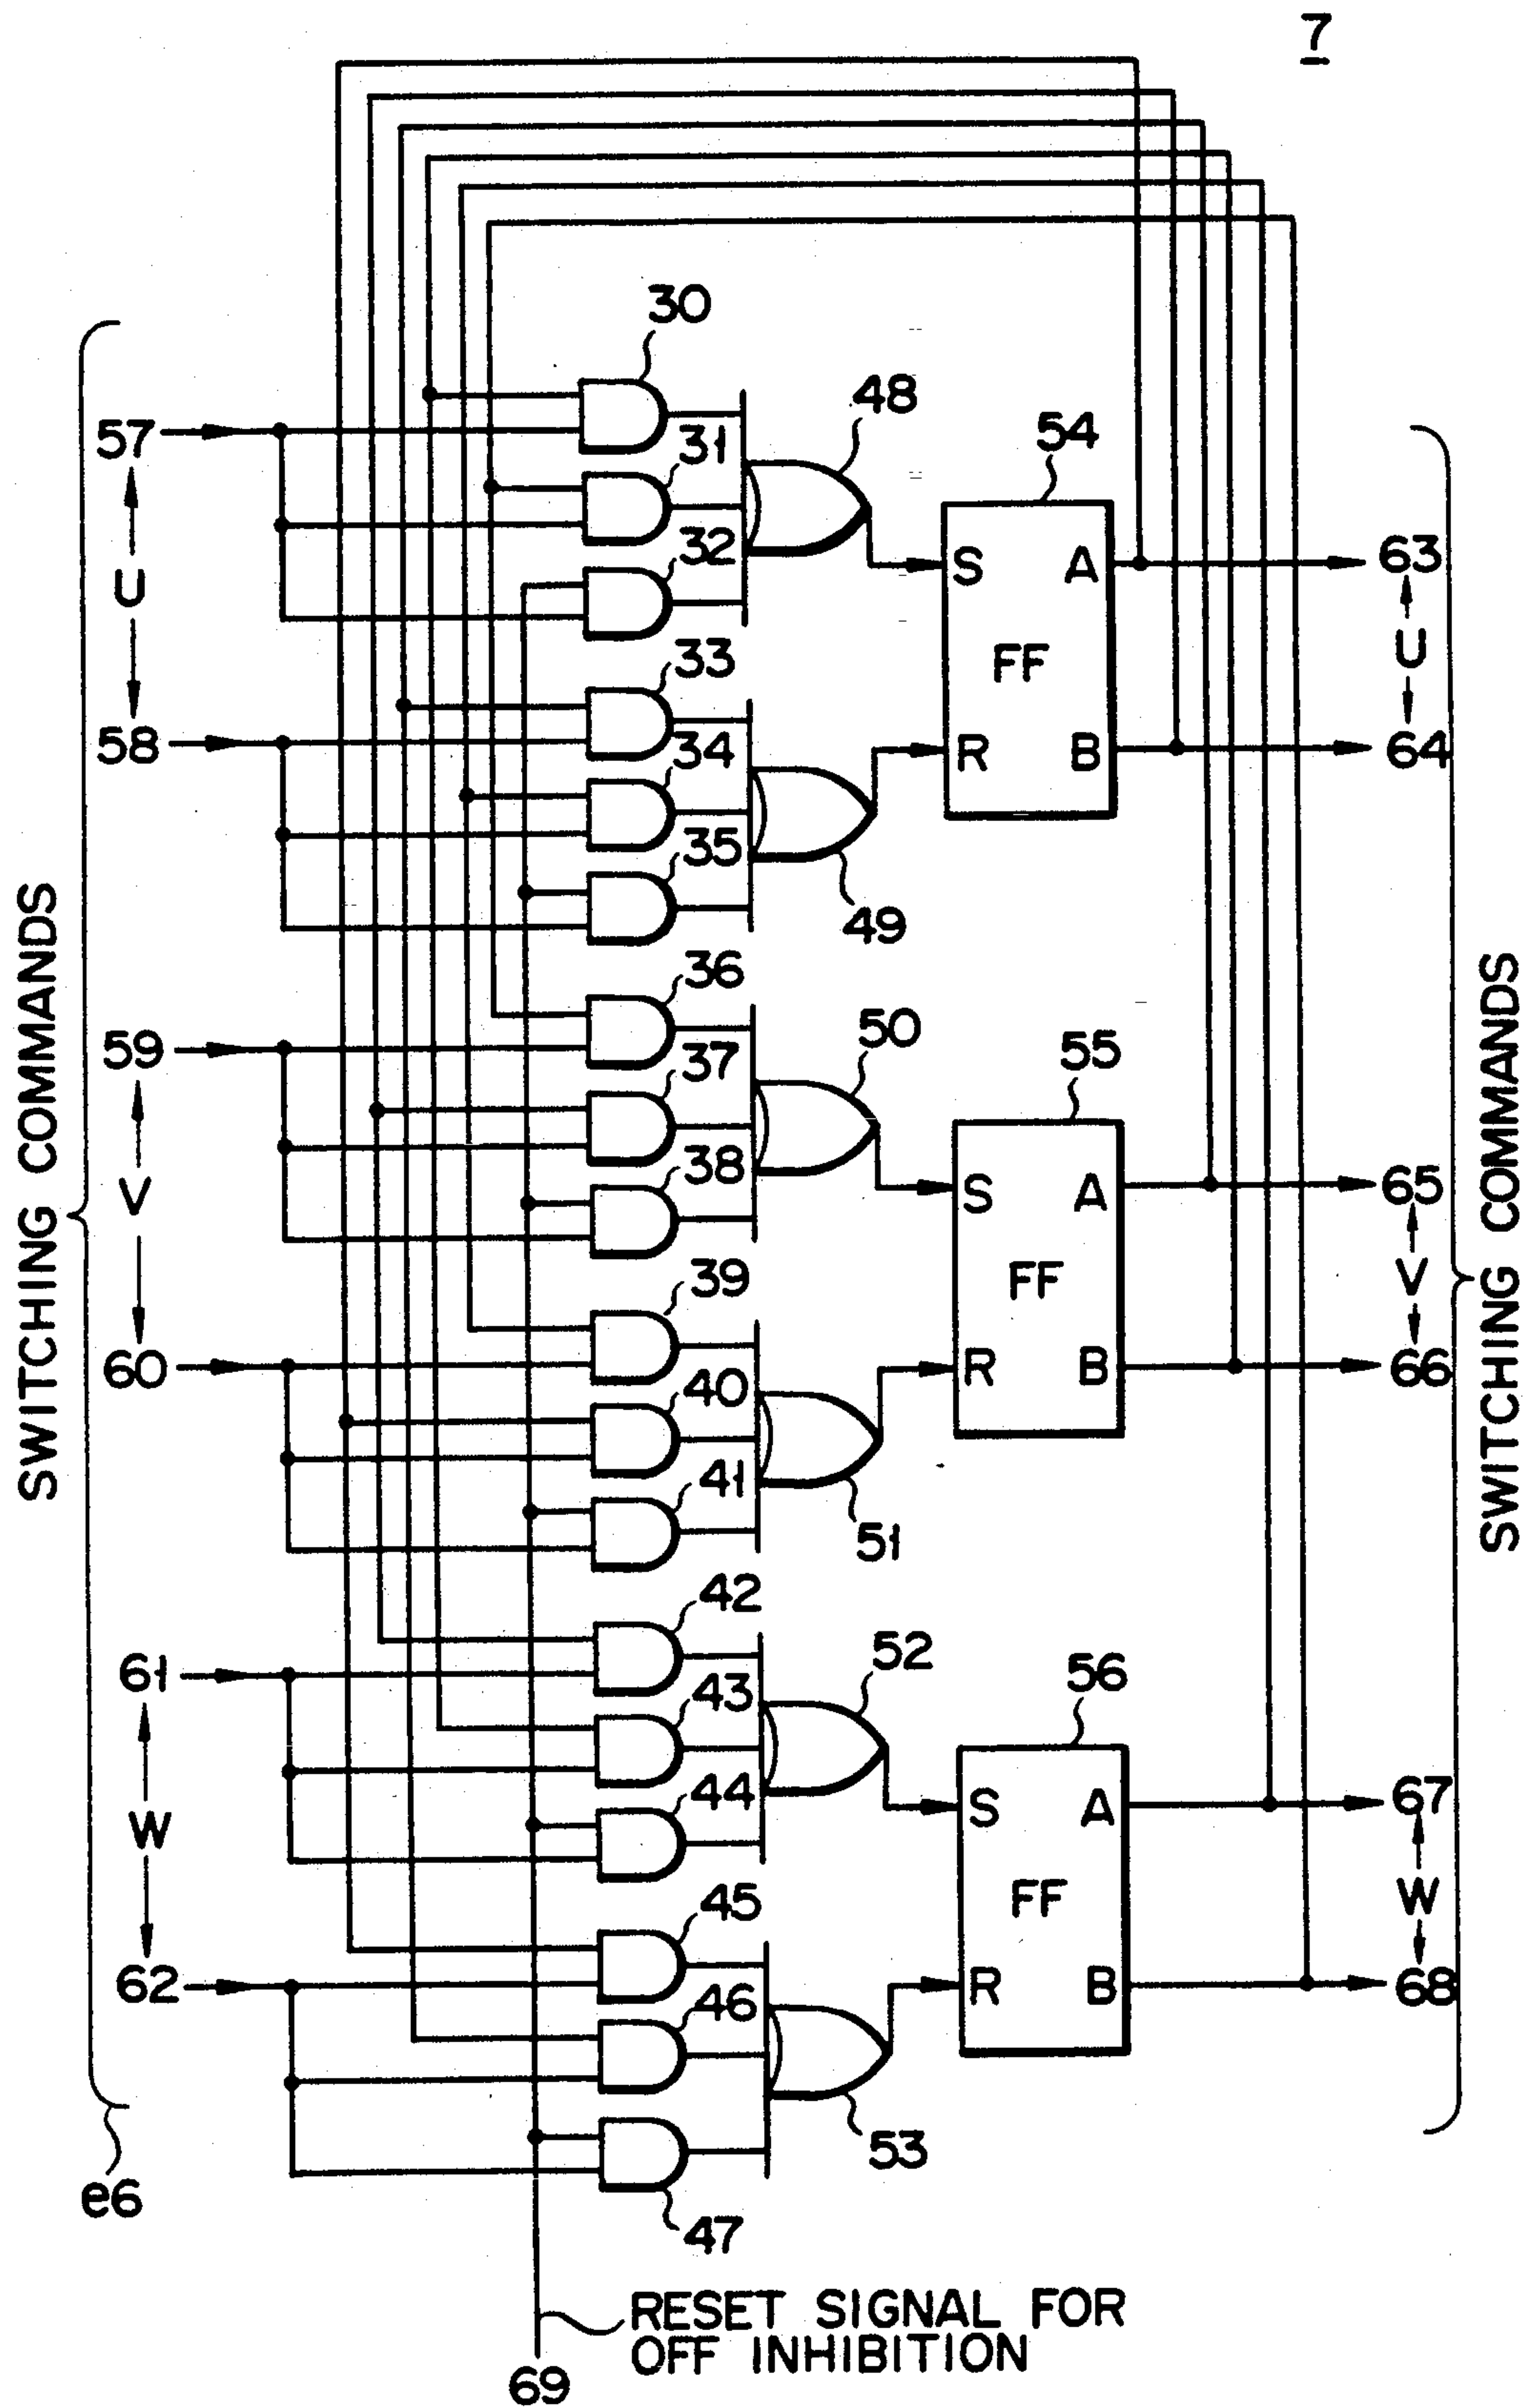 7
30
48
57
31
54
32
63
U
U
33
FF
S
A
58
34
R
B
64
35
49
36
50
59
37
55
V
38
S
A
65
39
FF
V
60
40
R
B
66
41
51
42
61
43
52
56
W
44
S
A
67
45
FF
W
62
46
R
B
68
53
e6
47
SWITCHING COMMANDS
SWITCHING COMMANDS
RESET SIGNAL FOR
OFF INHIBITION
69